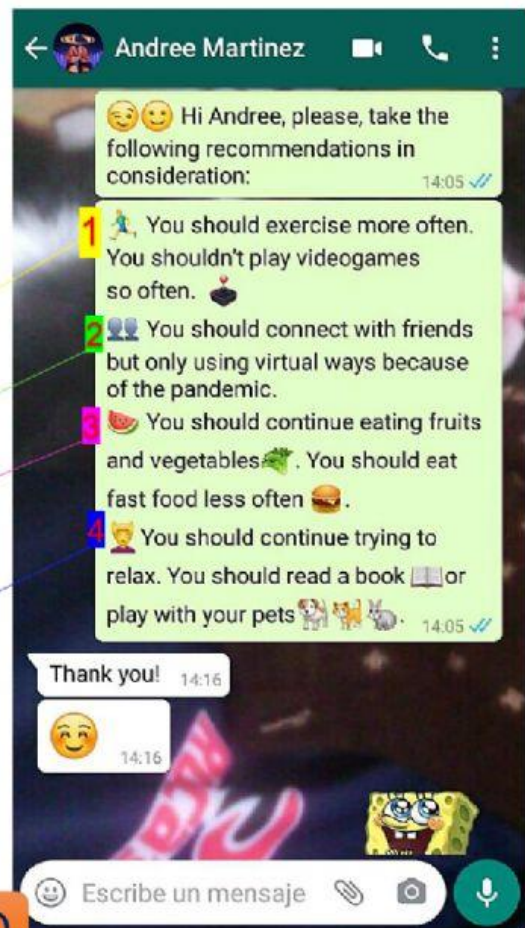 Andree Martinez
😏🙂 Hi Andree, please, take the
following recommendations in
consideration:
14:05
1 🏃‍♂️ You should exercise more often.
You shouldn't play videogames
so often. 🕹️
2 👥 You should connect with friends
but only using virtual ways because
of the pandemic.
3 🍉 You should continue eating fruits
and vegetables🥬. You should eat
fast food less often 🍔.
4 💆 You should continue trying to
relax. You should read a book 📖or
play with your pets🐕🐈🐇.
14:05
Thank you! 14:16
☺️
14:16
Escribe un mensaje